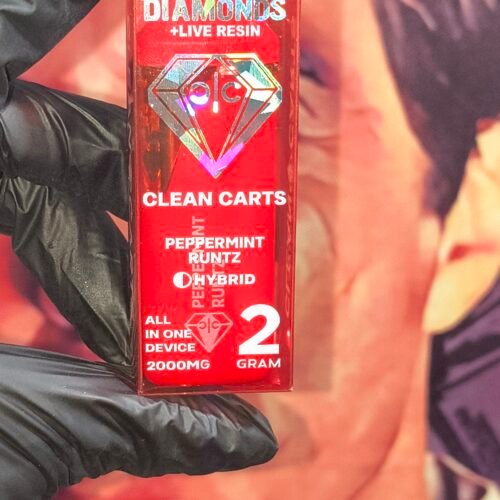 DIAMONDS
+LIVE RESIN
C|C
CLEAN CARTS
PEPPERMINT
RUNTZ
HYBRID
PEPPERMINT
RUNTZ
ALL
IN ONE
DEVICE
2000MG
2
GRAM